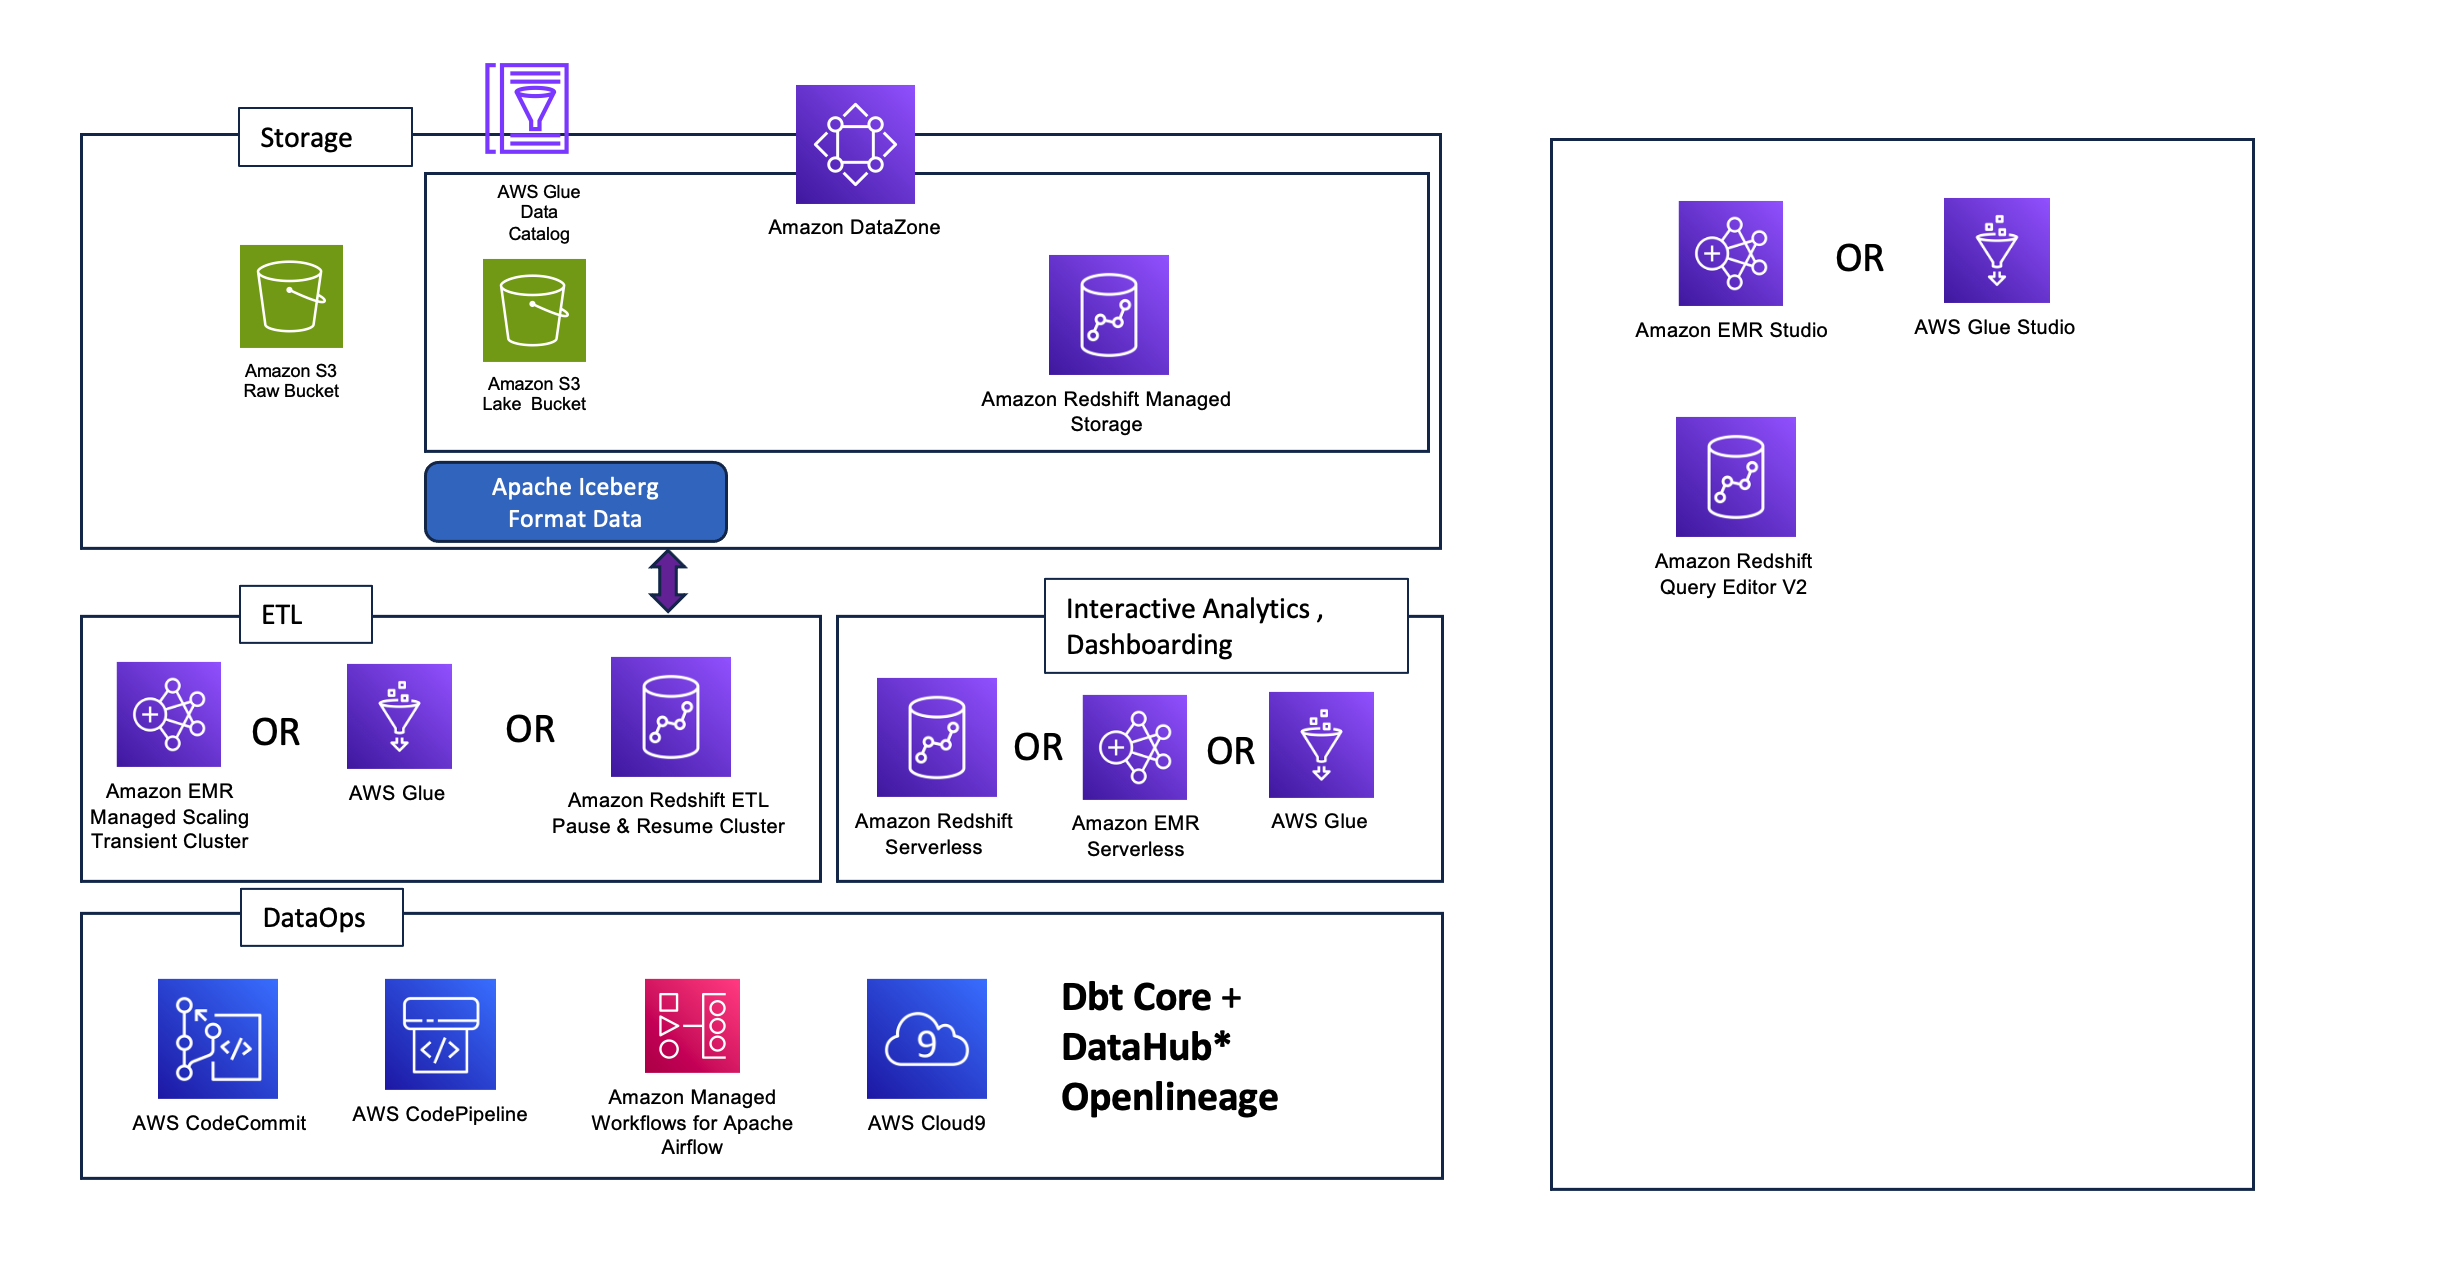 Storage
AWS Glue
Data
Catalog
Amazon DataZone
Amazon S3
Raw Bucket
Amazon S3
Lake  Bucket
Amazon Redshift Managed
Storage
Apache Iceberg
Format Data
ETL
Amazon EMR
Managed Scaling
Transient Cluster
OR
AWS Glue
OR
Amazon Redshift ETL
Pause & Resume Cluster
Interactive Analytics ,
Dashboarding
Amazon Redshift
Serverless
OR
Amazon EMR
Serverless
OR
AWS Glue
DataOps
AWS CodeCommit
AWS CodePipeline
Amazon Managed
Workflows for Apache
Airflow
9
AWS Cloud9
Dbt Core +
DataHub*
Openlineage
Amazon EMR Studio
OR
AWS Glue Studio
Amazon Redshift
Query Editor V2